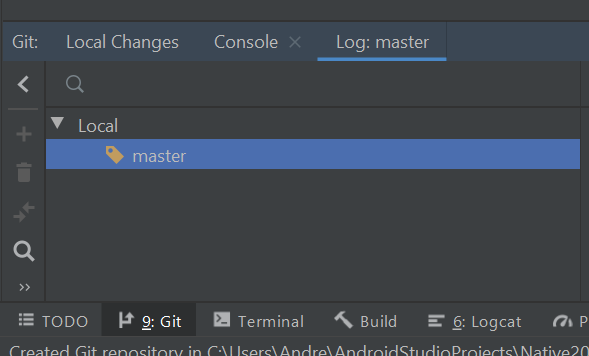 Git: Local Changes Console Log: master
Local
master
TODO 9: Git Terminal Build 6: Logcat P
Created Git repository in C:\Users\Andre\AndroidStudioProjects\Native20